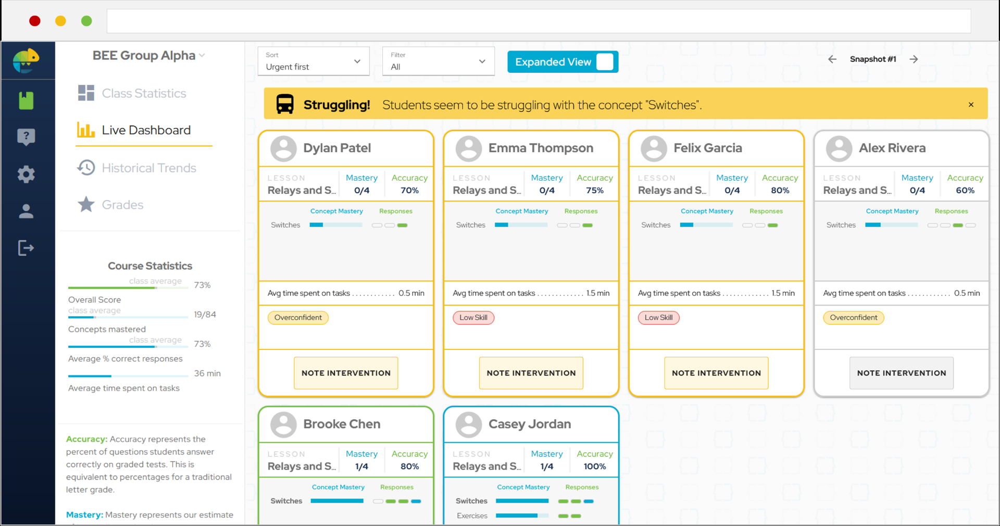 BEE Group Alpha
Class Statistics
Live Dashboard
Historical Trends
Grades
Course Statistics
class average
73%
Overall Score
class average
19/84
Concepts mastered
class average
73%
Average % correct responses
36 min
Average time spent on tasks
Accuracy: Accuracy represents the
percent of questions students answer
correctly on graded tests. This is
equivalent to percentages for a traditional
letter grade.
Mastery: Mastery represents our estimate
Sort
Urgent first
Filter
All
Expanded View
Snapshot #1
Struggling! Students seem to be struggling with the concept "Switches".
Dylan Patel
LESSON Mastery Accuracy
Relays and S... 0/4 70%
Concept Mastery Responses
Switches
Avg time spent on tasks ............ 0.5 min
Overconfident
NOTE INTERVENTION
Emma Thompson
LESSON Mastery Accuracy
Relays and S... 0/4 75%
Concept Mastery Responses
Switches
Avg time spent on tasks ............. 1.5 min
Low Skill
NOTE INTERVENTION
Felix Garcia
LESSON Mastery Accuracy
Relays and S... 0/4 80%
Concept Mastery Responses
Switches
Avg time spent on tasks ............. 1.5 min
Low Skill
NOTE INTERVENTION
Alex Rivera
LESSON Mastery Accuracy
Relays and S... 0/4 60%
Concept Mastery Responses
Switches
Avg time spent on tasks ............ 0.5 min
Overconfident
NOTE INTERVENTION
Brooke Chen
LESSON Mastery Accuracy
Relays and S... 1/4 80%
Concept Mastery Responses
Switches
Casey Jordan
LESSON Mastery Accuracy
Relays and S... 1/4 100%
Concept Mastery Responses
Switches
Exercises